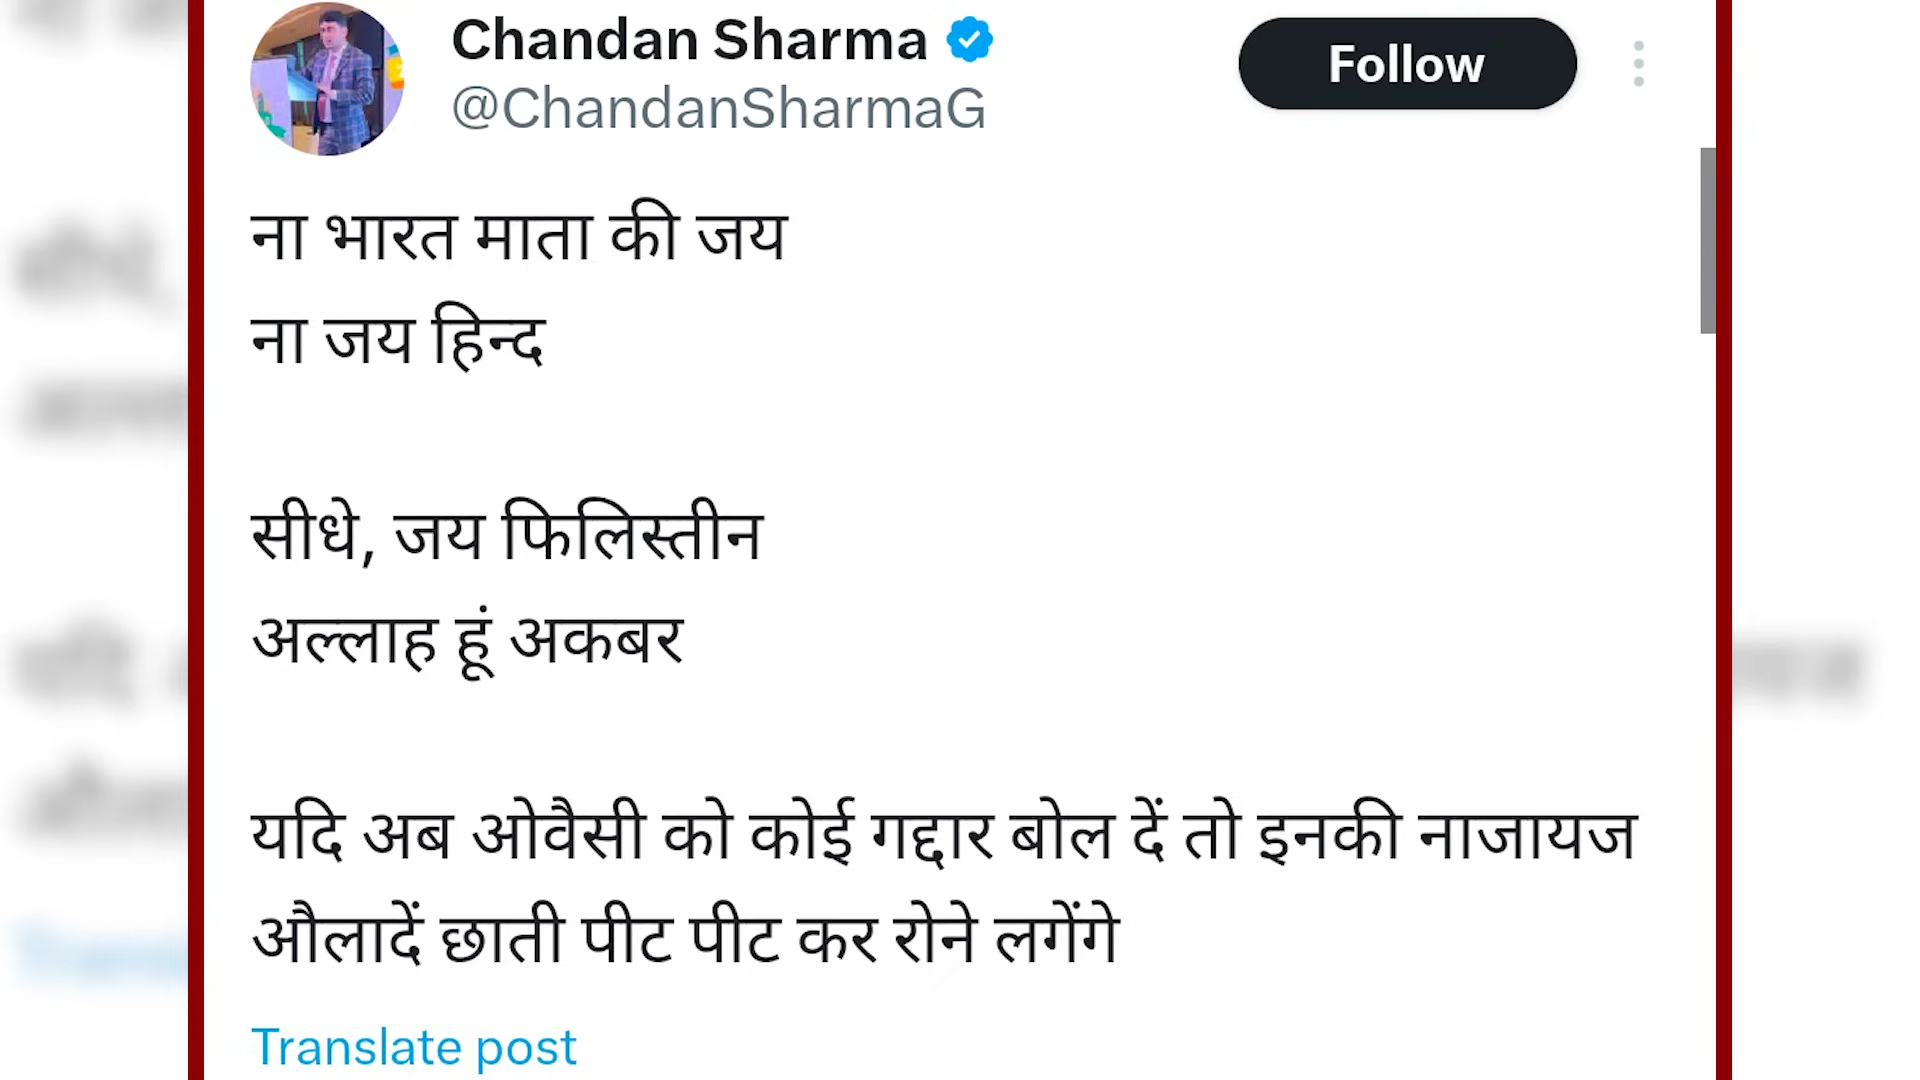 Chandan Sharma
@ChandanSharmaG
Follow
ना भारत माता की जय
ना जय हिन्द
सीधे, जय फिलिस्तीन
अल्लाह हूं अकबर
यदि अब ओवैसी को कोई गद्दार बोल दें तो इनकी नाजायज
औलादें छाती पीट पीट कर रोने लगेंगे
Translate post